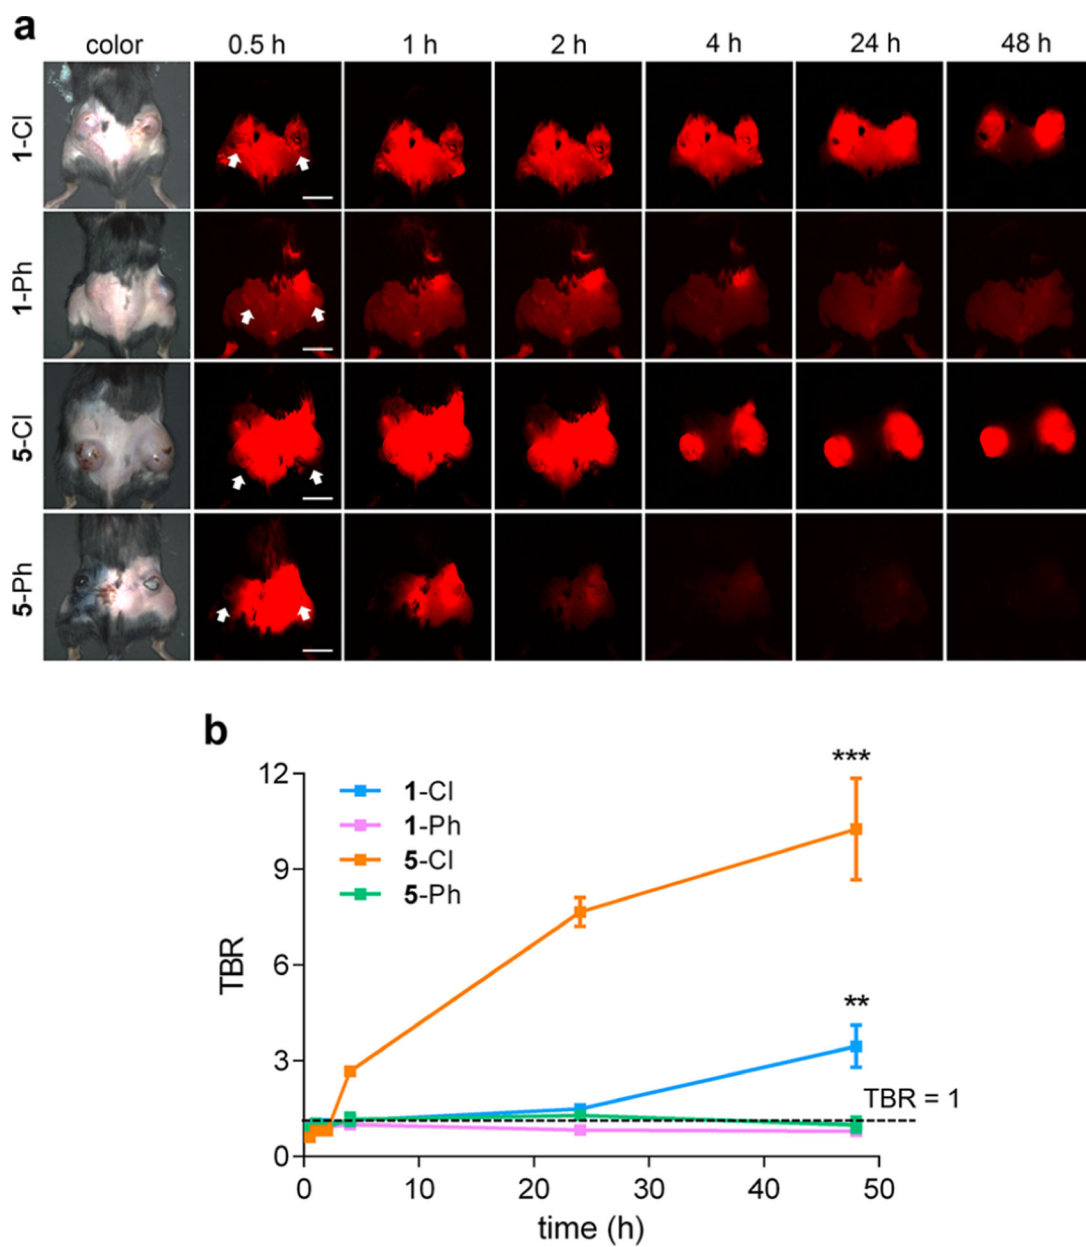 a
color 0.5 h 1 h 2 h 4 h 24 h 48 h
1-Cl
1-Ph
5-Cl
5-Ph
b
12
9
6
3
0
TBR
1-Cl
1-Ph
5-Cl
5-Ph
***
**
TBR = 1
0 10 20 30 40 50
time (h)